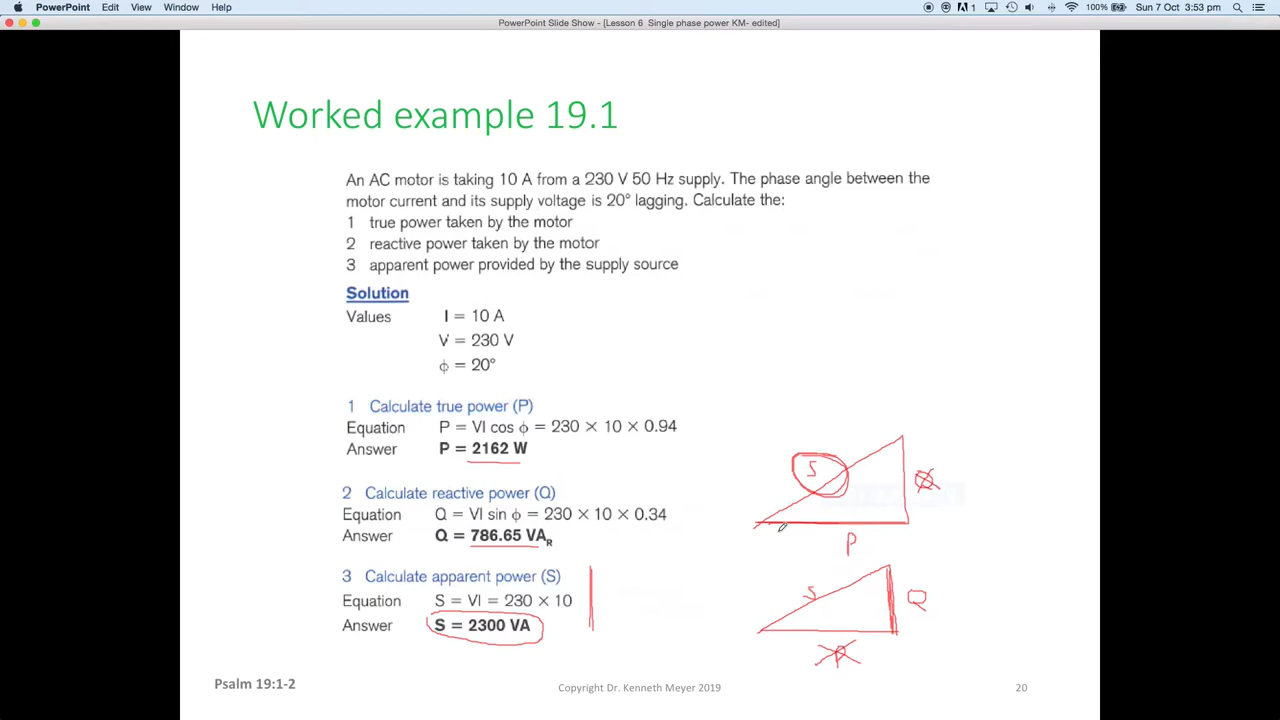 PowerPoint Edit View Window Help 1 100% Sun 7 Oct 3:53 pm
PowerPoint Slide Show - [Lesson 6 Single phase power KM- edited]
Worked example 19.1
An AC motor is taking 10 A from a 230 V 50 Hz supply. The phase angle between the
motor current and its supply voltage is 20° lagging. Calculate the:
1 true power taken by the motor
2 reactive power taken by the motor
3 apparent power provided by the supply source
Solution
Values I = 10 A
V = 230 V
ϕ = 20°
1 Calculate true power (P)
Equation P = VI cos ϕ = 230 × 10 × 0.94
Answer P = 2162 W
2 Calculate reactive power (Q)
Equation Q = VI sin ϕ = 230 × 10 × 0.34
Answer Q = 786.65 VAR
3 Calculate apparent power (S)
Equation S = VI = 230 × 10
Answer S = 2300 VA
S
Q
P
S
Q
P
Psalm 19:1-2
Copyright Dr. Kenneth Meyer 2019
20